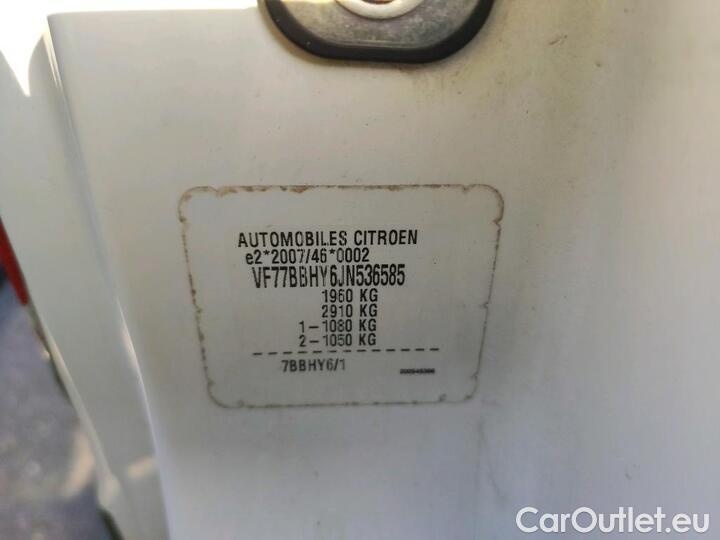 AUTOMOBILES CITROEN
e2*2007/46*0002
VF77BBHY6JN536585
1960 KG
2910 KG
1-1080 KG
2-1050 KG
7BBHY6/1
CarOutlet.eu